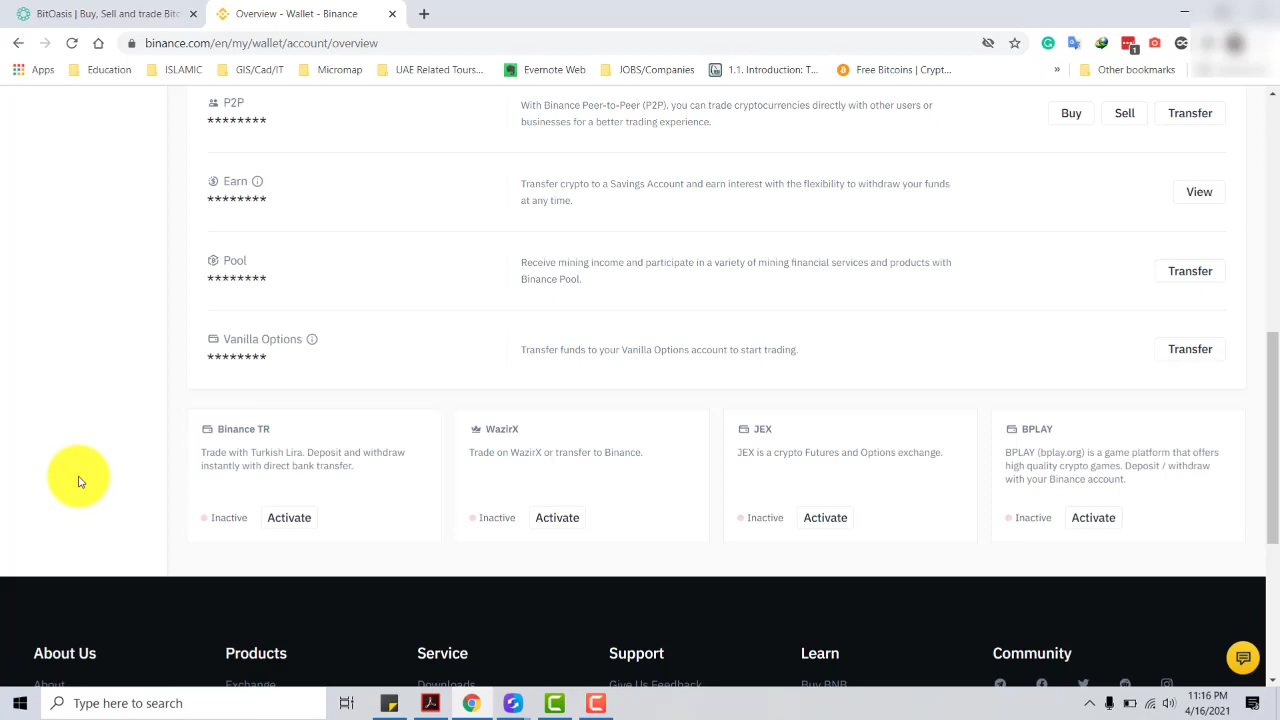 BitOasis | Buy, Sell and trade Bitc
Overview - Wallet - Binance
binance.com/en/my/wallet/account/overview
1
Apps
Education
ISLAMIC
GIS/Cad/IT
Micromap
UAE Related Tours...
Evernote Web
JOBS/Companies
1.1. Introduction: T...
Free Bitcoins | Crypt...
»
Other bookmarks
P2P
********
With Binance Peer-to-Peer (P2P), you can trade cryptocurrencies directly with other users or
businesses for a better trading experience.
Buy
Sell
Transfer
Earn
********
Transfer crypto to a Savings Account and earn interest with the flexibility to withdraw your funds
at any time.
View
Pool
********
Receive mining income and participate in a variety of mining financial services and products with
Binance Pool.
Transfer
Vanilla Options
********
Transfer funds to your Vanilla Options account to start trading.
Transfer
Binance TR
Trade with Turkish Lira. Deposit and withdraw
instantly with direct bank transfer.
Inactive
Activate
WazirX
Trade on WazirX or transfer to Binance.
Inactive
Activate
JEX
JEX is a crypto Futures and Options exchange.
Inactive
Activate
BPLAY
BPLAY (bplay.org) is a game platform that offers
high quality crypto games. Deposit / withdraw
with your Binance account.
Inactive
Activate
About Us
Products
Service
Support
Learn
Community
About
Exchange
Downloads
Give Us Feedback
Buy BNB
Type here to search
11:16 PM
4/16/2021